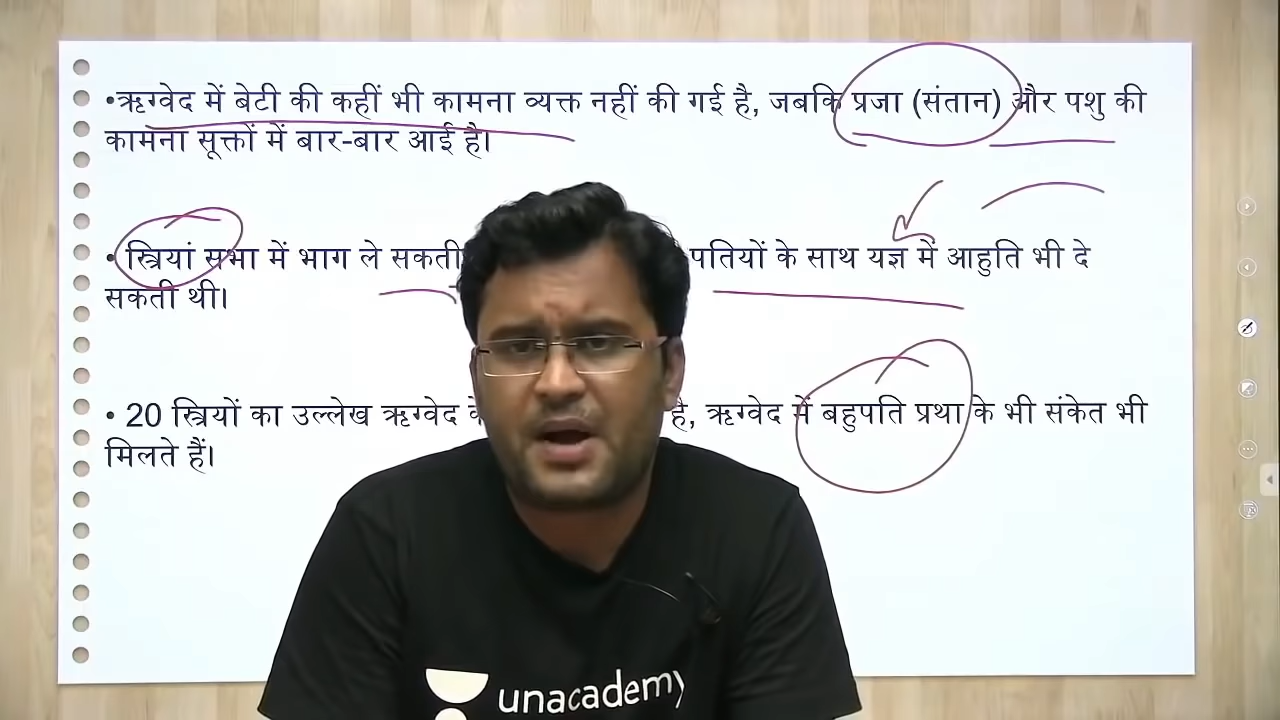 •ऋग्वेद में बेटी की कहीं भी कामना व्यक्त नहीं की गई है, जबकि प्रजा (संतान) और पशु की
कामना सूक्तों में बार-बार आई है।
• स्त्रियां सभा में भाग ले सकती पतियों के साथ यज्ञ में आहुति भी दे
सकती थी।
• 20 स्त्रियों का उल्लेख ऋग्वेद है, ऋग्वेद में बहुपति प्रथा के भी संकेत भी
मिलते हैं।
unacademy